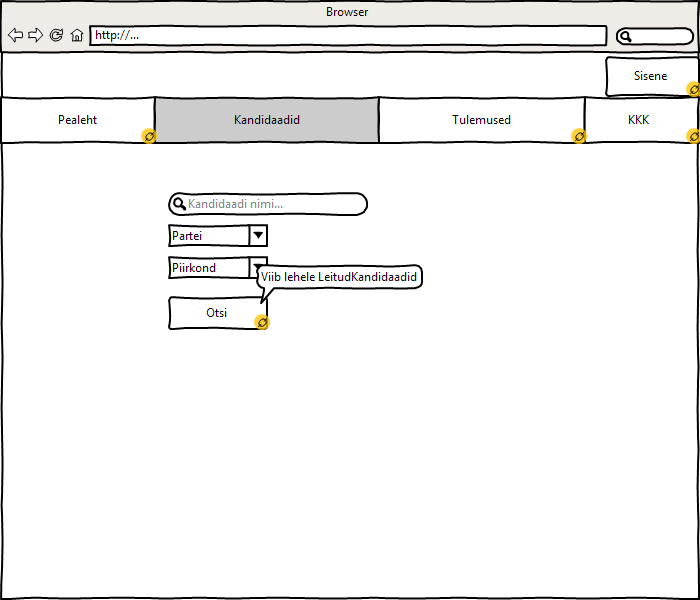 Browser
http://...
Sisene
Pealeht
Kandidaadid
Tulemused
KKK
Kandidaadi nimi...
Partei
Piirkond
Viib lehele LeitudKandidaadid
Otsi